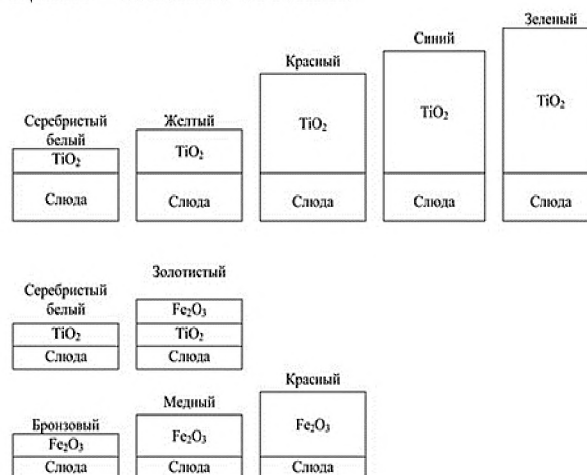 Зеленый
Синий
Красный
Серебристый
белый
Желтый
TiO₂
TiO₂
TiO₂
TiO₂
TiO₂
Слюда
Слюда
Слюда
Слюда
Слюда
Золотистый
Серебристый
белый
Fe₂O₃
TiO₂
TiO₂
Слюда
Слюда
Красный
Медный
Бронзовый
Fe₂O₃
Fe₂O₃
Fe₂O₃
Слюда
Слюда
Слюда